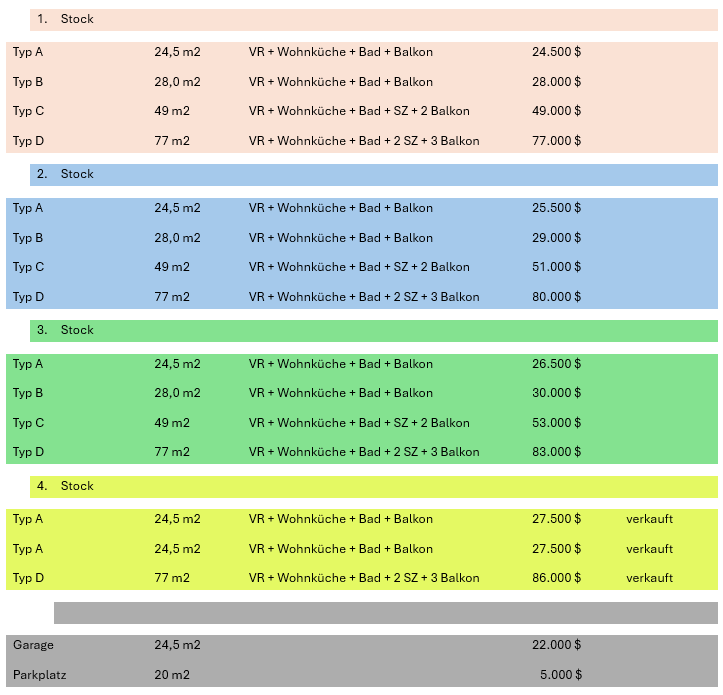 1. Stock
Typ A 24,5 m2 VR + Wohnküche + Bad + Balkon 24.500 $
Typ B 28,0 m2 VR + Wohnküche + Bad + Balkon 28.000 $
Typ C 49 m2 VR + Wohnküche + Bad + SZ + 2 Balkon 49.000 $
Typ D 77 m2 VR + Wohnküche + Bad + 2 SZ + 3 Balkon 77.000 $
2. Stock
Typ A 24,5 m2 VR + Wohnküche + Bad + Balkon 25.500 $
Typ B 28,0 m2 VR + Wohnküche + Bad + Balkon 29.000 $
Typ C 49 m2 VR + Wohnküche + Bad + SZ + 2 Balkon 51.000 $
Typ D 77 m2 VR + Wohnküche + Bad + 2 SZ + 3 Balkon 80.000 $
3. Stock
Typ A 24,5 m2 VR + Wohnküche + Bad + Balkon 26.500 $
Typ B 28,0 m2 VR + Wohnküche + Bad + Balkon 30.000 $
Typ C 49 m2 VR + Wohnküche + Bad + SZ + 2 Balkon 53.000 $
Typ D 77 m2 VR + Wohnküche + Bad + 2 SZ + 3 Balkon 83.000 $
4. Stock
Typ A 24,5 m2 VR + Wohnküche + Bad + Balkon 27.500 $ verkauft
Typ A 24,5 m2 VR + Wohnküche + Bad + Balkon 27.500 $ verkauft
Typ D 77 m2 VR + Wohnküche + Bad + 2 SZ + 3 Balkon 86.000 $ verkauft
Garage 24,5 m2 22.000 $
Parkplatz 20 m2 5.000 $